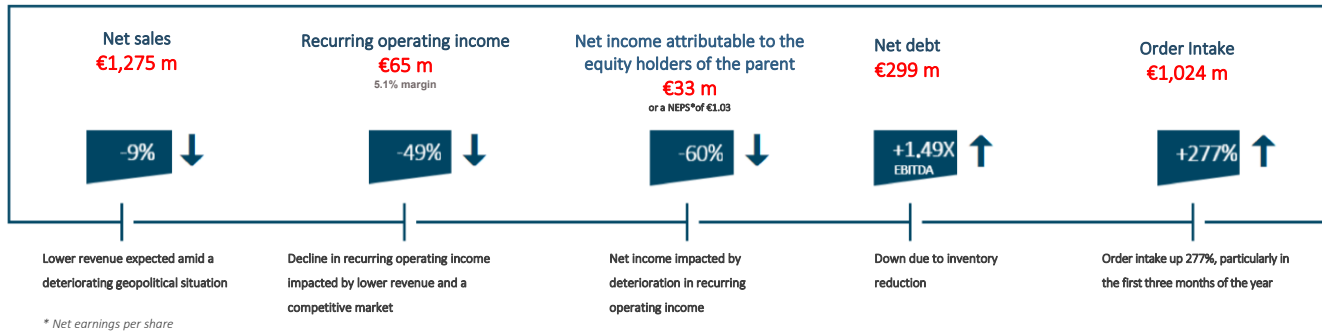 Net sales
€1,275 m
Recurring operating income
€65 m
5.1% margin
Net income attributable to the
equity holders of the parent
€33 m
or a NEPS*of €1.03
Net debt
€299 m
Order Intake
€1,024 m
-9%
-49%
-60%
+1.49X
EBITDA
+277%
Lower revenue expected amid a
deteriorating geopolitical situation
Decline in recurring operating income
impacted by lower revenue and a
competitive market
Net income impacted by
deterioration in recurring
operating income
Down due to inventory
reduction
Order intake up 277%, particularly in
the first three months of the year
* Net earnings per share